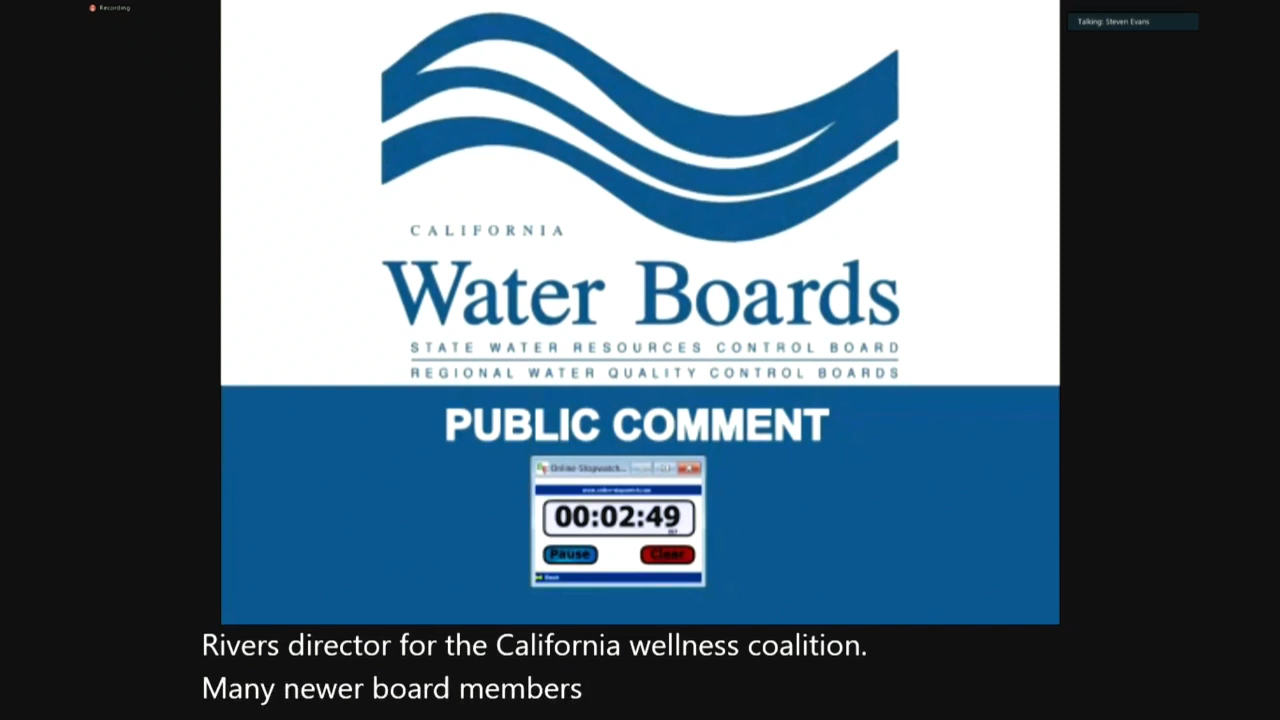 Recording
Talking: Steven Evans
CALIFORNIA
Water Boards
STATE WATER RESOURCES CONTROL BOARD
REGIONAL WATER QUALITY CONTROL BOARDS
PUBLIC COMMENT
Online Stopwatch...
00:02:49
Pause Clear
Rivers director for the California wellness coalition.
Many newer board members